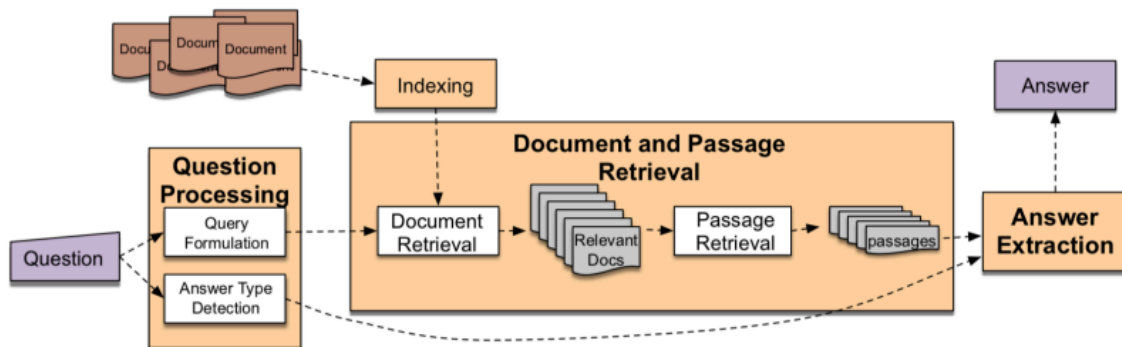 Document
Docum
Document
Docu
Indexing
Answer
Document and Passage
Retrieval
Question
Processing
Query
Formulation
Document
Retrieval
Relevant
Docs
Passage
Retrieval
passages
Answer
Extraction
Question
Answer Type
Detection